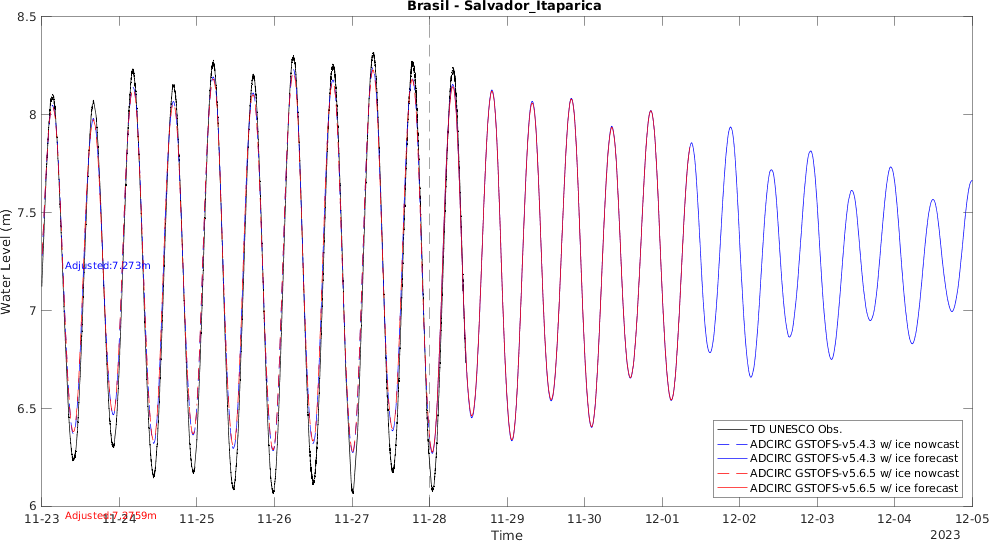 Brasil - Salvador_Itaparica
8.5
8
7.5
7
6.5
6
Water Level (m)
Adjusted:7.273m
Adjusted:7.2759m
TD UNESCO Obs.
ADCIRC GSTOFS-v5.4.3 w/ ice nowcast
ADCIRC GSTOFS-v5.4.3 w/ ice forecast
ADCIRC GSTOFS-v5.6.5 w/ ice nowcast
ADCIRC GSTOFS-v5.6.5 w/ ice forecast
11-23 11-24 11-25 11-26 11-27 11-28 11-29 11-30 12-01 12-02 12-03 12-04 12-05
Time
2023